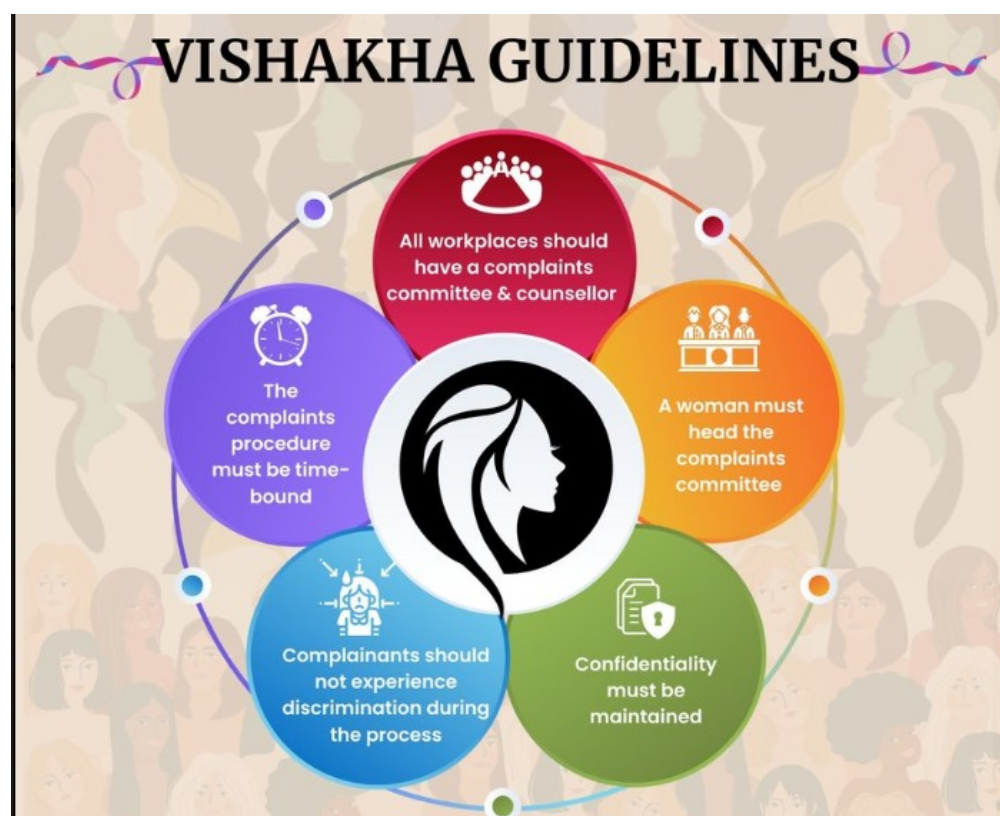 VISHAKHA GUIDELINES
All workplaces should
have a complaints
committee & counsellor
A woman must
head the
complaints
committee
Confidentiality
must be
maintained
Complainants should
not experience
discrimination during
the process
The
complaints
procedure
must be time-
bound